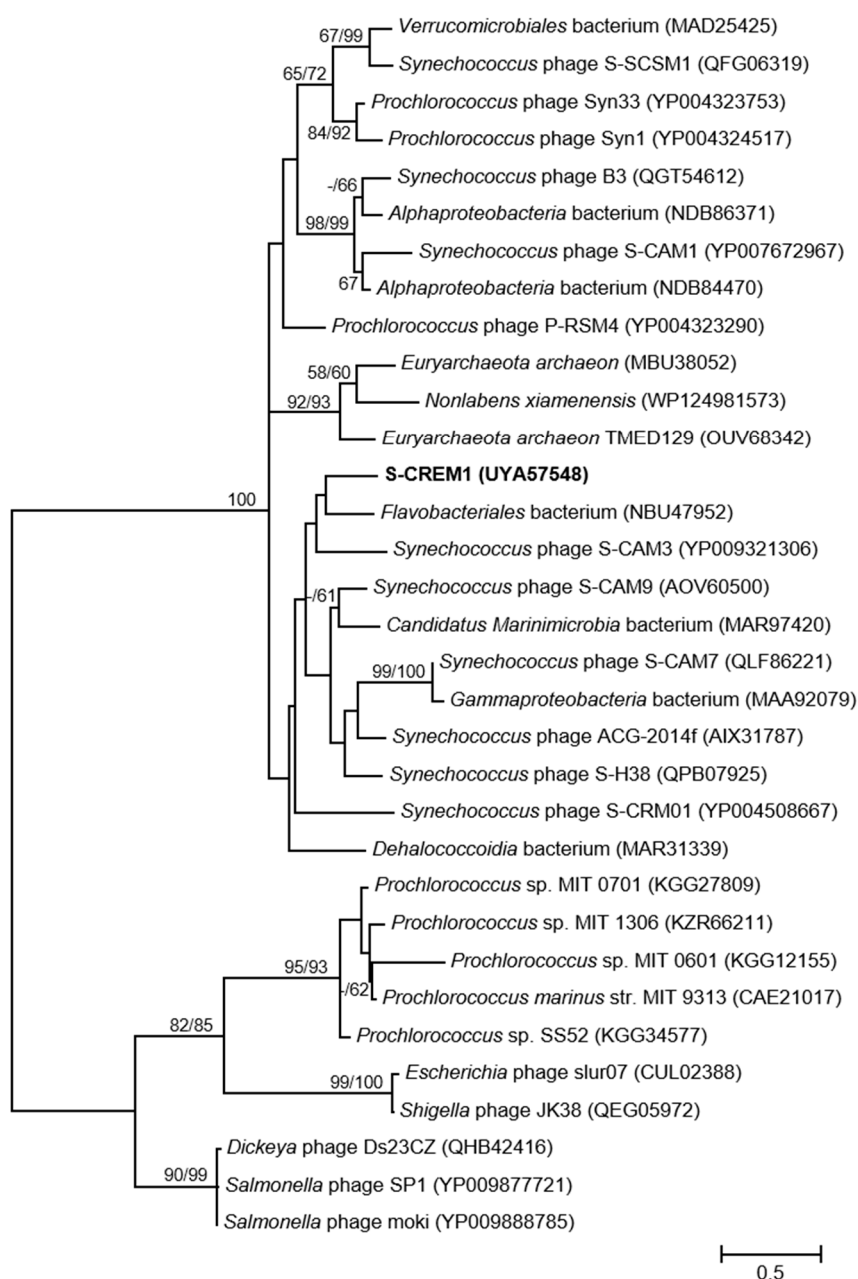 67/99
Verrucomicrobiales bacterium (MAD25425)
Synechococcus phage S-SCSM1 (QFG06319)
65/72
Prochlorococcus phage Syn33 (YP004323753)
84/92
Prochlorococcus phage Syn1 (YP004324517)
-/66
Synechococcus phage B3 (QGT54612)
Alphaproteobacteria bacterium (NDB86371)
98/99
Synechococcus phage S-CAM1 (YP007672967)
67
Alphaproteobacteria bacterium (NDB84470)
Prochlorococcus phage P-RSM4 (YP004323290)
Euryarchaeota archaeon (MBU38052)
58/60
92/93
Nonlabens xiamenensis (WP124981573)
Euryarchaeota archaeon TMED129 (OUV68342)
S-CREM1 (UYA57548)
100
Flavobacteriales bacterium (NBU47952)
Synechococcus phage S-CAM3 (YP009321306)
-/61
Synechococcus phage S-CAM9 (AOV60500)
Candidatus Marinimicrobia bacterium (MAR97420)
Synechococcus phage S-CAM7 (QLF86221)
99/100
Gammaproteobacteria bacterium (MAA92079)
Synechococcus phage ACG-2014f (AIX31787)
Synechococcus phage S-H38 (QPB07925)
Synechococcus phage S-CRM01 (YP004508667)
Dehalococcoidia bacterium (MAR31339)
Prochlorococcus sp. MIT 0701 (KGG27809)
Prochlorococcus sp. MIT 1306 (KZR66211)
95/93
Prochlorococcus sp. MIT 0601 (KGG12155)
-/62
Prochlorococcus marinus str. MIT 9313 (CAE21017)
82/85
Prochlorococcus sp. SS52 (KGG34577)
Escherichia phage slur07 (CUL02388)
99/100
Shigella phage JK38 (QEG05972)
Dickeya phage Ds23CZ (QHB42416)
90/99
Salmonella phage SP1 (YP009877721)
Salmonella phage moki (YP009888785)
0.5